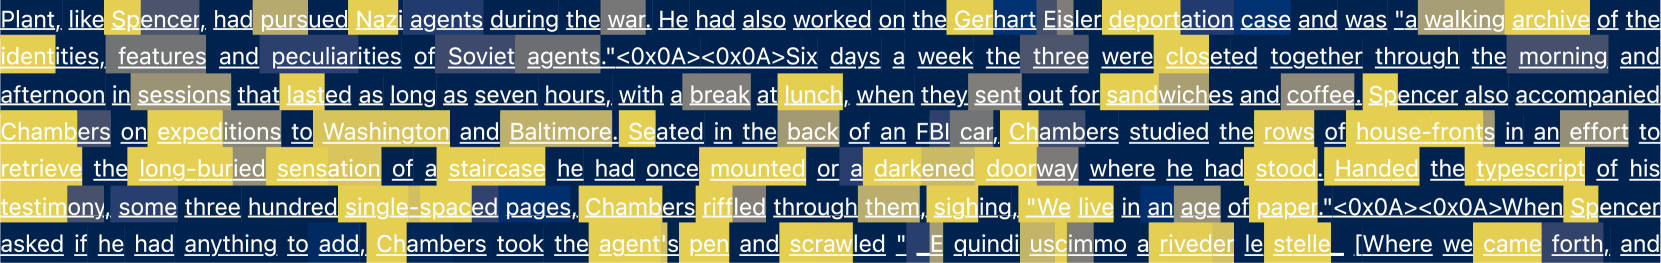 Plant, like Spencer, had pursued Nazi agents during the war. He had also worked on the Gerhart Eisler deportation case and was "a walking archive of the
identities, features and peculiarities of Soviet agents."<0x0A><0x0A>Six days a week the three were closeted together through the morning and
afternoon in sessions that lasted as long as seven hours, with a break at lunch, when they sent out for sandwiches and coffee. Spencer also accompanied
Chambers on expeditions to Washington and Baltimore. Seated in the back of an FBI car, Chambers studied the rows of house-fronts in an effort to
retrieve the long-buried sensation of a staircase he had once mounted or a darkened doorway where he had stood. Handed the typescript of his
testimony, some three hundred single-spaced pages, Chambers riffled through them, sighing, "We live in an age of paper."<0x0A><0x0A>When Spencer
asked if he had anything to add, Chambers took the agent's pen and scrawled "_E quindi uscimmo a riveder le stelle_ [Where we came forth, and